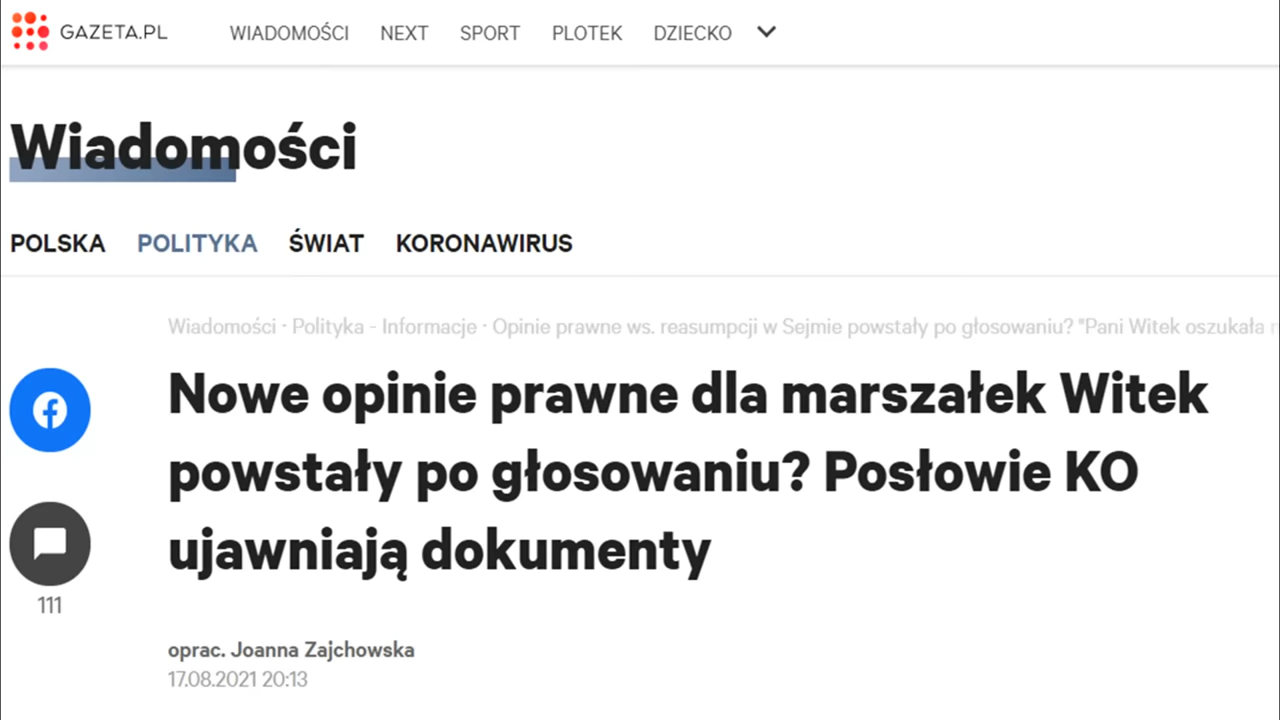 GAZETA.PL WIADOMOŚCI NEXT SPORT PLOTEK DZIECKO
Wiadomości
POLSKA POLITYKA ŚWIAT KORONAWIRUS
Wiadomości · Polityka - Informacje · Opinie prawne ws. reasumpcji w Sejmie powstały po głosowaniu? "Pani Witek oszukała
Nowe opinie prawne dla marszałek Witek
powstały po głosowaniu? Posłowie KO
ujawniają dokumenty
111
oprac. Joanna Zajchowska
17.08.2021 20:13